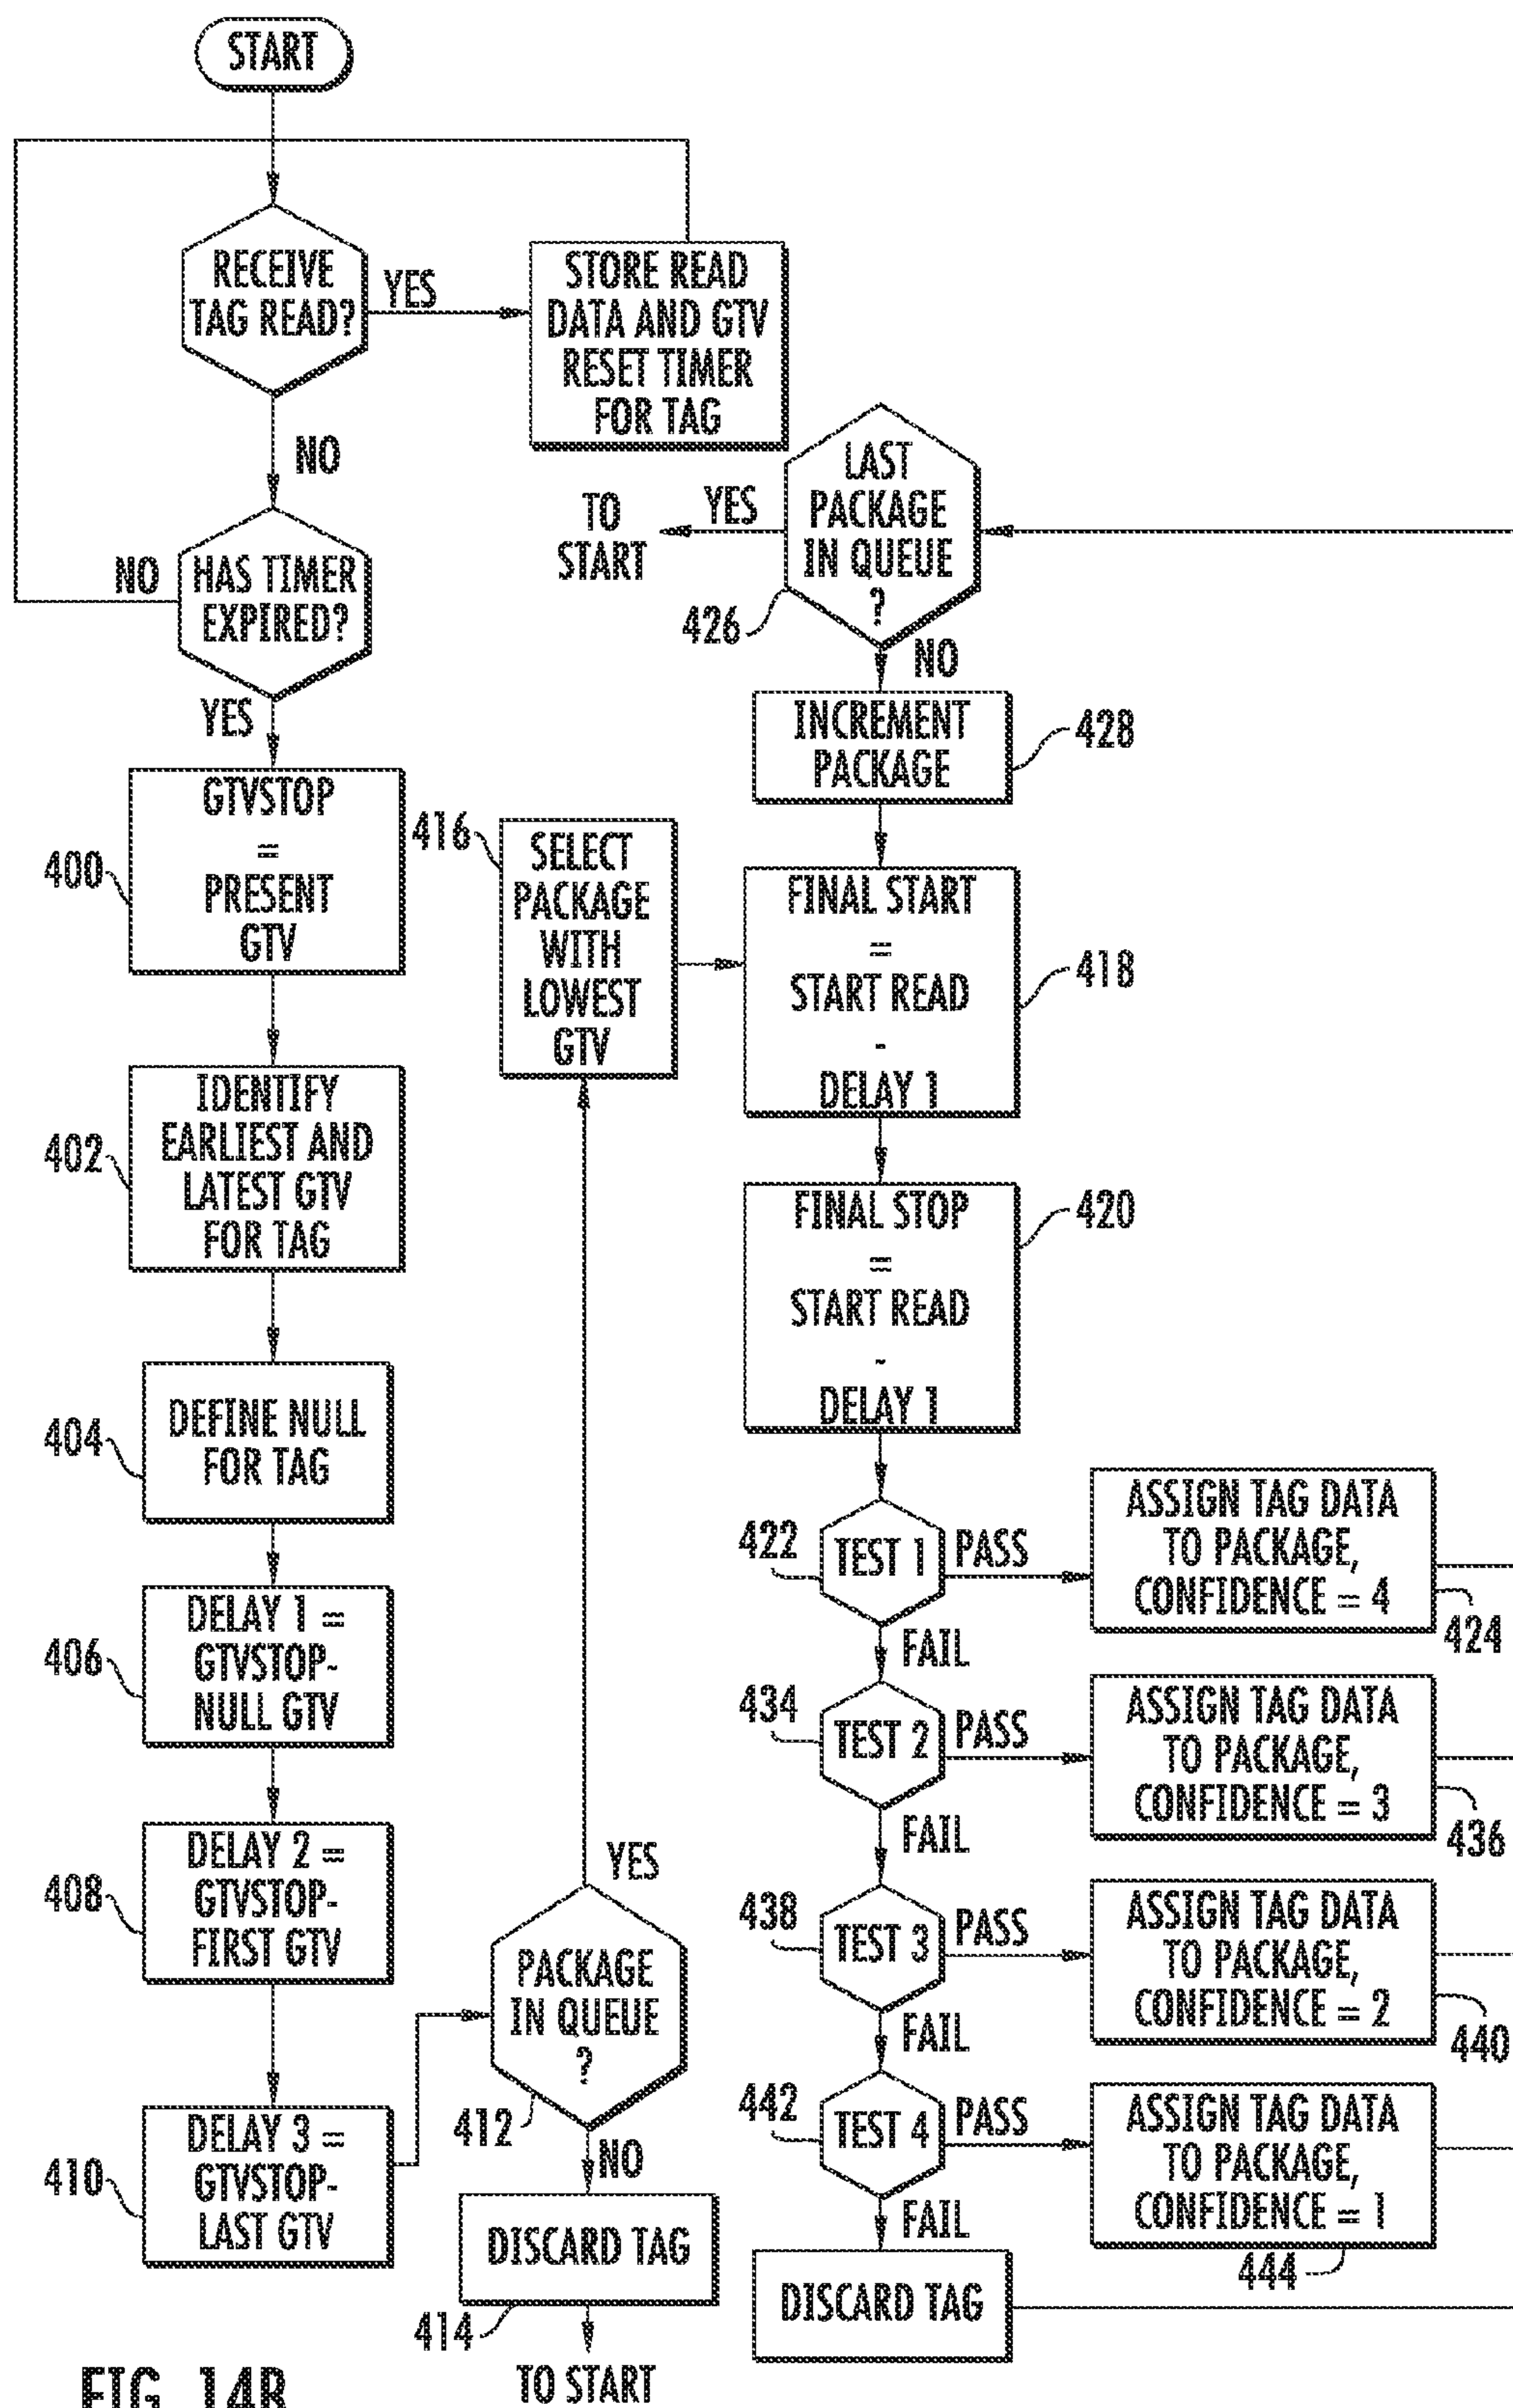 START
RECEIVE
TAG READ?
YES
STORE READ
DATA AND GTV
RESET TIMER
FOR TAG
NO
HAS TIMER
EXPIRED?
NO
YES
GTVSTOP
=
PRESENT
GTV
400
IDENTIFY
EARLIEST AND
LATEST GTV
FOR TAG
402
DEFINE NULL
FOR TAG
404
DELAY 1 =
GTVSTOP-
NULL GTV
406
DELAY 2 =
GTVSTOP-
FIRST GTV
408
DELAY 3 =
GTVSTOP-
LAST GTV
410
PACKAGE
IN QUEUE
?
412
YES
NO
DISCARD TAG
414
TO START
416
SELECT
PACKAGE
WITH
LOWEST
GTV
LAST
PACKAGE
IN QUEUE
?
426
YES
TO
START
NO
INCREMENT
PACKAGE
428
FINAL START
=
START READ
-
DELAY 1
418
FINAL STOP
=
START READ
-
DELAY 1
420
422
TEST 1
PASS
ASSIGN TAG DATA
TO PACKAGE,
CONFIDENCE = 4
424
FAIL
434
TEST 2
PASS
ASSIGN TAG DATA
TO PACKAGE,
CONFIDENCE = 3
436
FAIL
438
TEST 3
PASS
ASSIGN TAG DATA
TO PACKAGE,
CONFIDENCE = 2
440
FAIL
442
TEST 4
PASS
ASSIGN TAG DATA
TO PACKAGE,
CONFIDENCE = 1
444
FAIL
DISCARD TAG
FIG. 14B